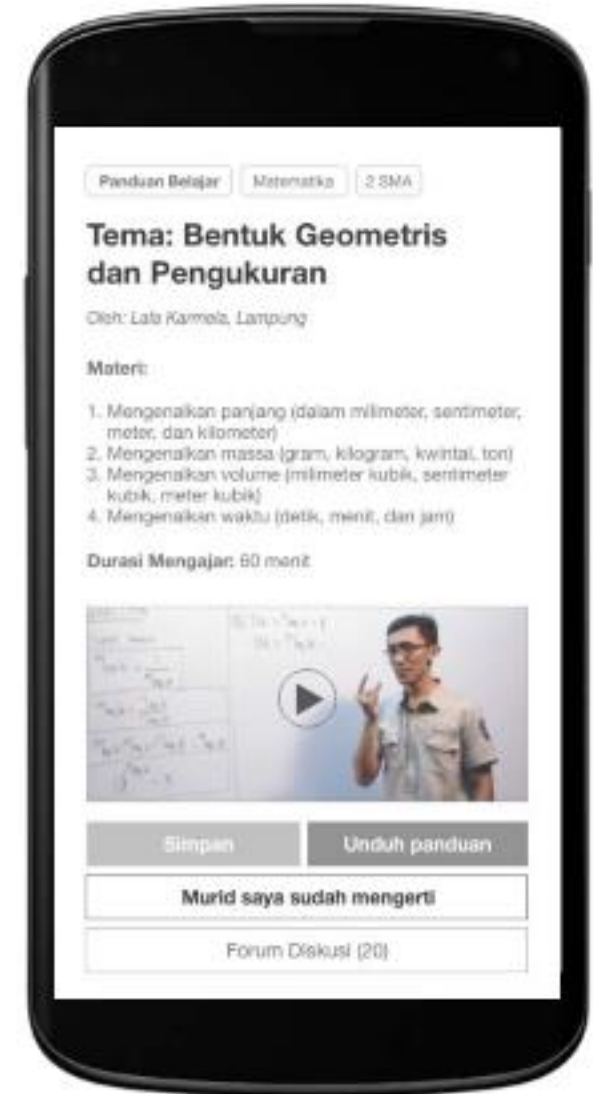 Panduan Belajar Matematika 2 SMA
Tema: Bentuk Geometris
dan Pengukuran
Oleh: Lala Karmela, Lampung
Materi:
1. Mengenalkan panjang (dalam milimeter, sentimeter,
meter, dan kilometer)
2. Mengenalkan massa (gram, kilogram, kwintal, ton)
3. Mengenalkan volume (milimeter kubik, sentimeter
kubik, meter kubik)
4. Mengenalkan waktu (detik, menit, dan jam)
Durasi Mengajar: 60 menit
Simpan Unduh panduan
Murid saya sudah mengerti
Forum Diskusi (20)